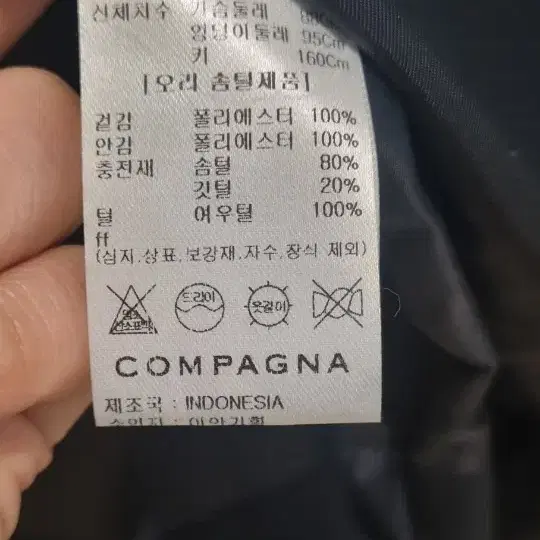 신체치수 가슴둘레
엉덩이둘레 95Cm
키 160Cm
[오리 솜털제품]
겉감 폴리에스터 100%
안감 폴리에스터 100%
충전재 솜털 80%
깃털 20%
털 여우털 100%
ff
(심지,상표,보강재,자수,장식 제외)
드라이
옷걸이
COMPAGNA
제조국 : INDONESIA